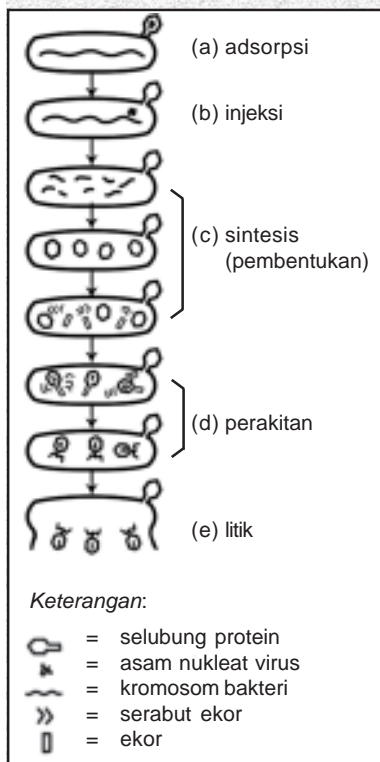 (a) adsorpsi
(b) injeksi
(c) sintesis
(pembentukan)
(d) perakitan
(e) litik
Keterangan:
= selubung protein
= asam nukleat virus
= kromosom bakteri
= serabut ekor
= ekor